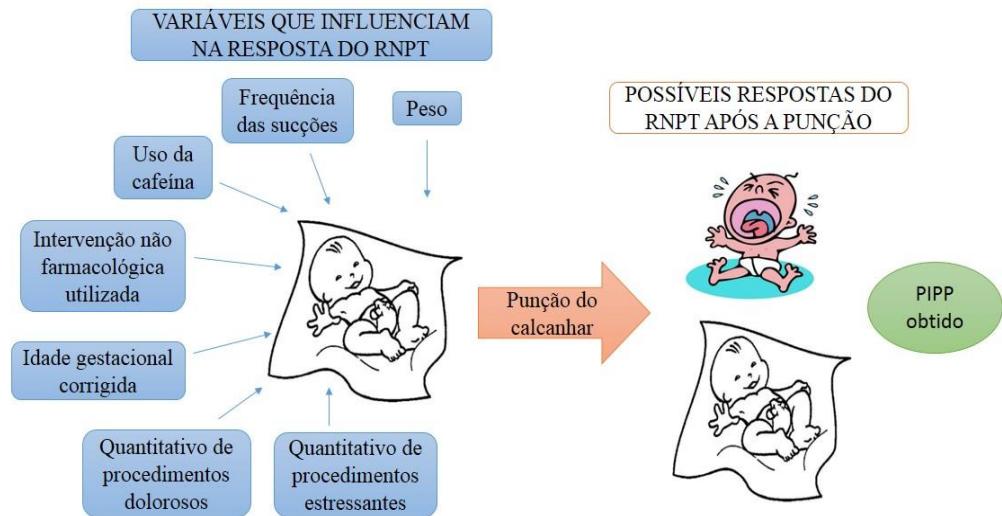 VARIÁVEIS QUE INFLUENCIAM
NA RESPOSTA DO RNPT
Frequência
das sucções
Peso
Uso da
cafeína
Intervenção não
farmacológica
utilizada
Idade gestacional
corrigida
Quantitativo de
procedimentos
dolorosos
Quantitativo de
procedimentos
estressantes
Punção do
calcanhar
POSSÍVEIS RESPOSTAS DO
RNPT APÓS A PUNÇÃO
PIPP
obtido